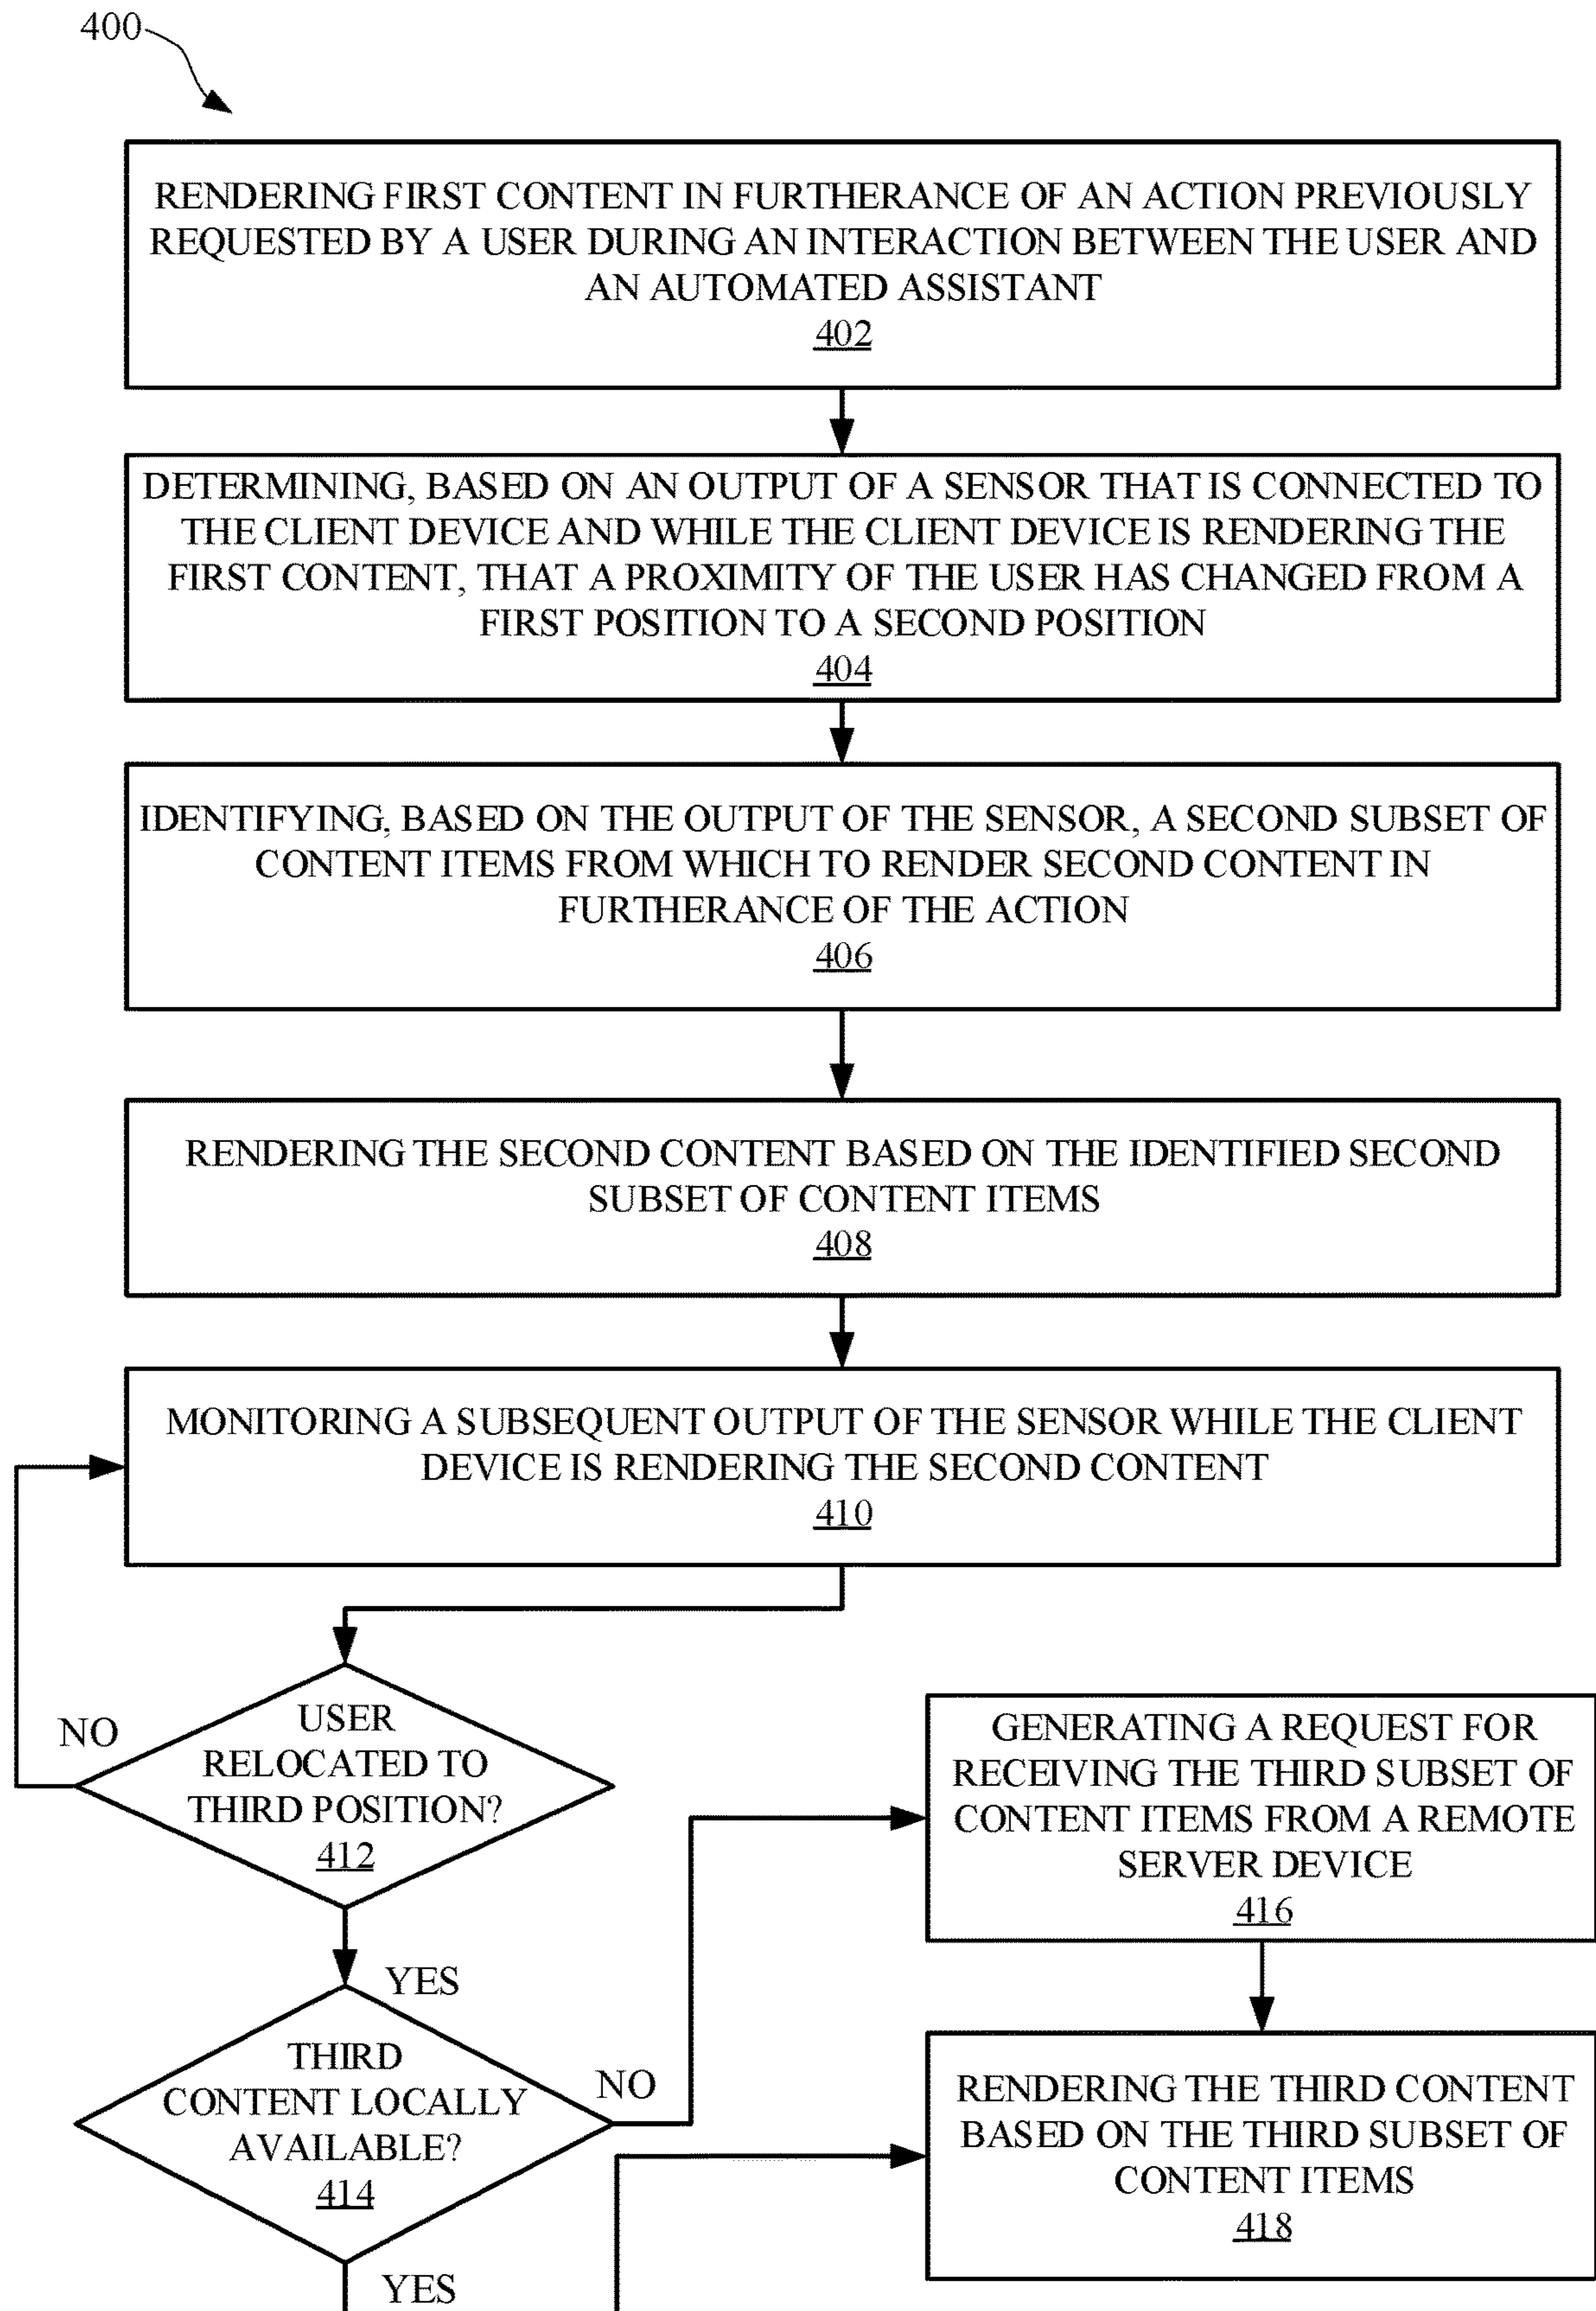 400
RENDERING FIRST CONTENT IN FURTHERANCE OF AN ACTION PREVIOUSLY
REQUESTED BY A USER DURING AN INTERACTION BETWEEN THE USER AND
AN AUTOMATED ASSISTANT
402
DETERMINING, BASED ON AN OUTPUT OF A SENSOR THAT IS CONNECTED TO
THE CLIENT DEVICE AND WHILE THE CLIENT DEVICE IS RENDERING THE
FIRST CONTENT, THAT A PROXIMITY OF THE USER HAS CHANGED FROM A
FIRST POSITION TO A SECOND POSITION
404
IDENTIFYING, BASED ON THE OUTPUT OF THE SENSOR, A SECOND SUBSET OF
CONTENT ITEMS FROM WHICH TO RENDER SECOND CONTENT IN
FURTHERANCE OF THE ACTION
406
RENDERING THE SECOND CONTENT BASED ON THE IDENTIFIED SECOND
SUBSET OF CONTENT ITEMS
408
MONITORING A SUBSEQUENT OUTPUT OF THE SENSOR WHILE THE CLIENT
DEVICE IS RENDERING THE SECOND CONTENT
410
NO
USER
RELOCATED TO
THIRD POSITION?
412
YES
THIRD
CONTENT LOCALLY
AVAILABLE?
414
NO
YES
GENERATING A REQUEST FOR
RECEIVING THE THIRD SUBSET OF
CONTENT ITEMS FROM A REMOTE
SERVER DEVICE
416
RENDERING THE THIRD CONTENT
BASED ON THE THIRD SUBSET OF
CONTENT ITEMS
418